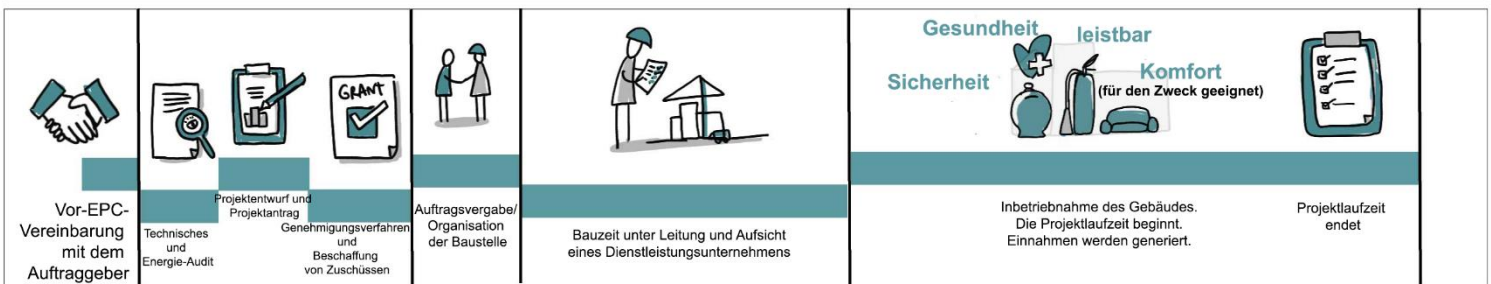 Vor-EPC-
Vereinbarung
mit dem
Auftraggeber
Technisches
und
Energie-Audit
Projektentwurf und
Projektantrag
GRANT
Genehmigungsverfahren
und
Beschaffung
von Zuschüssen
Auftragsvergabe/
Organisation
der Baustelle
Bauzeit unter Leitung und Aufsicht
eines Dienstleistungsunternehmens
Gesundheit
leistbar
Sicherheit
Komfort
(für den Zweck geeignet)
Inbetriebnahme des Gebäudes.
Die Projektlaufzeit beginnt.
Einnahmen werden generiert.
Projektlaufzeit
endet